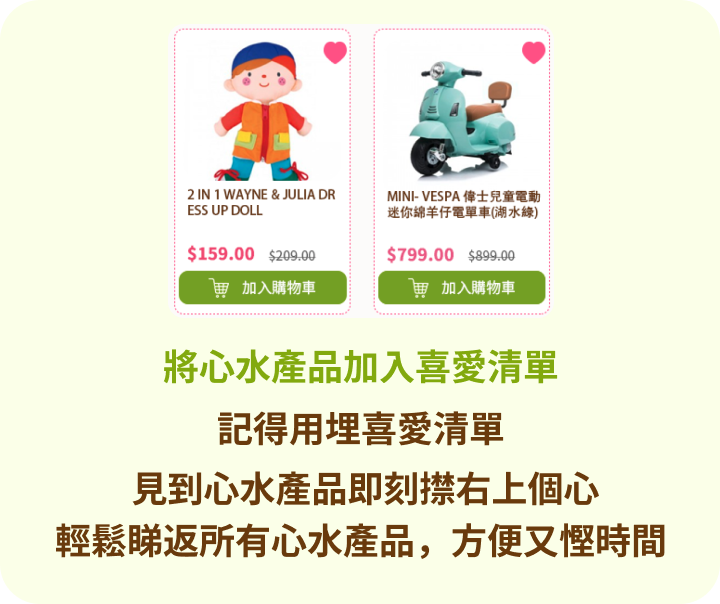 2 IN 1 WAYNE & JULIA DR
ESS UP DOLL
$159.00 $209.00
加入購物車
MINI- VESPA 偉士兒童電動
迷你綿羊仔電單車(湖水綠)
$799.00 $899.00
加入購物車
將心水產品加入喜愛清單
記得用埋喜愛清單
見到心水產品即刻㩒右上個心
輕鬆睇返所有心水產品，方便又慳時間